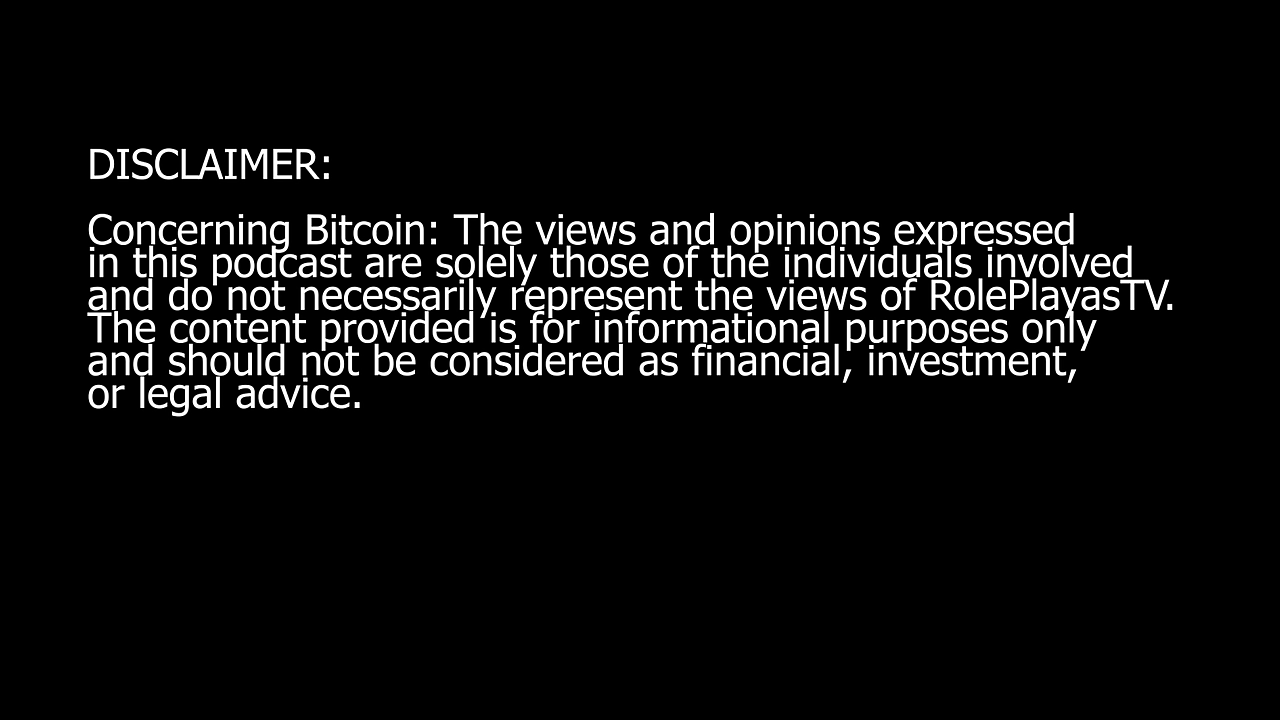 DISCLAIMER:
Concerning Bitcoin: The views and opinions expressed
in this podcast are solely those of the individuals involved
and do not necessarily represent the views of RolePlayasTV.
The content provided is for informational purposes only
and should not be considered as financial, investment,
or legal advice.